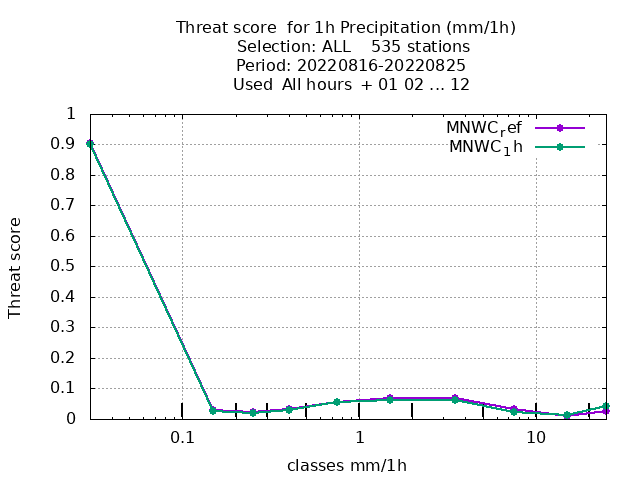 Threat score  for 1h Precipitation (mm/1h)
Selection: ALL    535 stations
Period: 20220816-20220825
Used  All hours  + 01 02 ... 12
MNWC_ref
MNWC_1h
1
0.9
0.8
0.7
0.6
0.5
0.4
0.3
0.2
0.1
0
Threat score
0.1 1 10
classes mm/1h